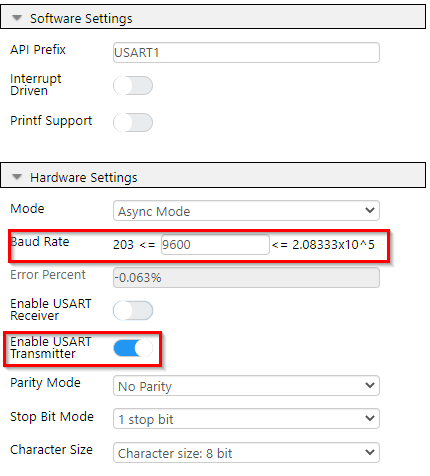 Software Settings
API Prefix
USART1
Interrupt
Driven
Printf Support
Hardware Settings
Mode
Async Mode
Baud Rate
203 <= 9600 <= 2.08333x10^5
Error Percent
-0.063%
Enable USART
Receiver
Enable USART
Transmitter
Parity Mode
No Parity
Stop Bit Mode
1 stop bit
Character Size
Character size: 8 bit